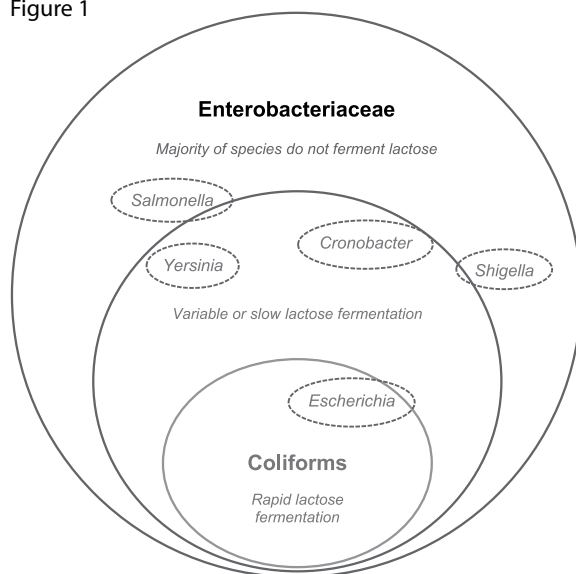 Figure 1
Enterobacteriaceae
Majority of species do not ferment lactose
Salmonella
Cronobacter
Yersinia
Shigella
Variable or slow lactose fermentation
Escherichia
Coliforms
Rapid lactose
fermentation